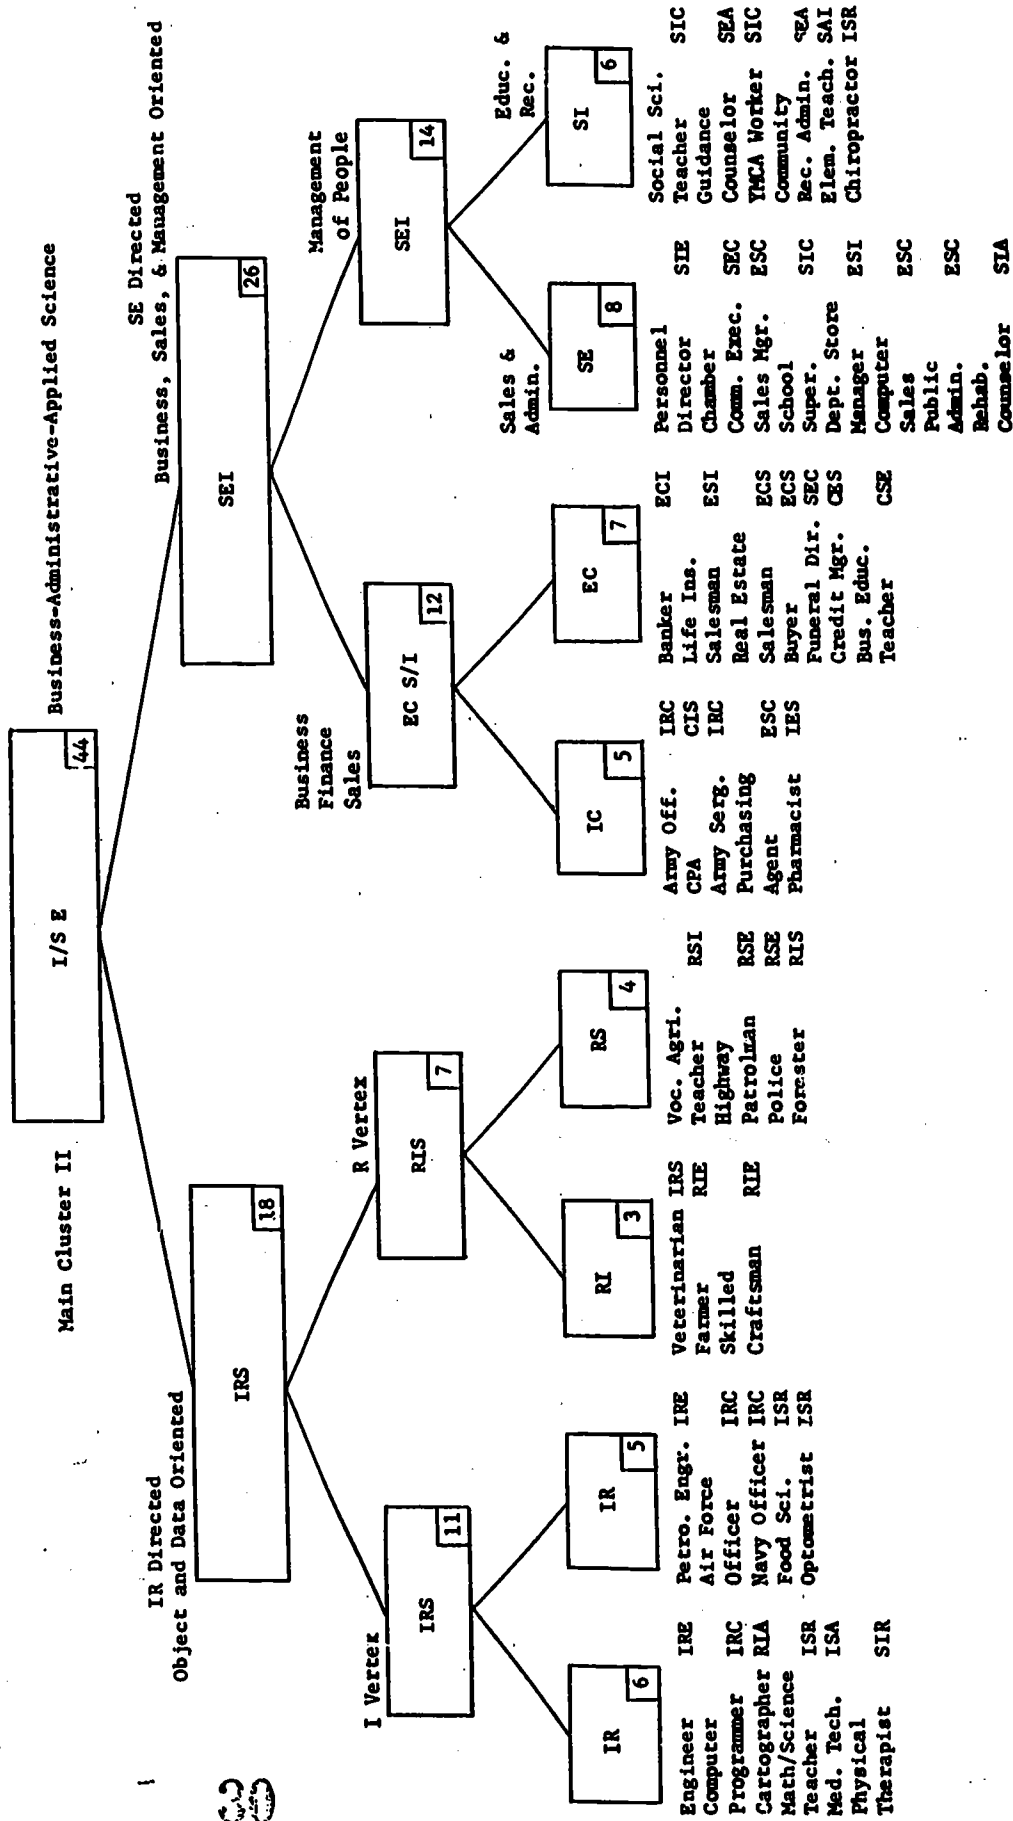 Main Cluster II
Business-Administrative-Applied Science
I/S E
44
IR Directed
Object and Data Oriented
IRS
18
SE Directed
Business, Sales, & Management Oriented
SEI
26
I Vertex
IRS
11
R Vertex
RIS
7
Business
Finance
Sales
EC S/I
12
Management
of People
SEI
14
IR
6
IR
5
RI
3
RS
4
IC
5
EC
7
Sales &
Admin.
SE
8
Educ. &
Rec.
SI
6
Engineer IRE
Computer
Programmer IRC
Cartographer RIA
Math/Science
Teacher ISR
Med. Tech. ISA
Physical
Therapist SIR
Petro. Engr. IRE
Air Force
Officer IRC
Navy Officer IRC
Food Sci. ISR
Optometrist ISR
Veterinarian IRS
Farmer RIE
Skilled
Craftsman RIE
Voc. Agri.
Teacher RSI
Highway
Patrolman RSE
Police RSE
Forester RIS
Army Off. IRC
CPA CIS
Army Serg. IRC
Purchasing
Agent ESC
Pharmacist IES
Banker ECI
Life Ins.
Salesman ESI
Real Estate
Salesman ECS
Buyer ECS
Funeral Dir. SEC
Credit Mgr. CES
Bus. Educ.
Teacher CSE
Personnel
Director SIE
Chamber
Comm. Exec. SEC
Sales Mgr. ESC
School
Super. SIC
Dept. Store
Manager ESI
Computer
Sales ESC
Public
Admin. ESC
Rehab.
Counselor SIA
Social Sci.
Teacher SIC
Guidance
Counselor SEA
YMCA Worker SIC
Community
Rec. Admin. SEA
Elem. Teach. SAI
Chiropractor ISR